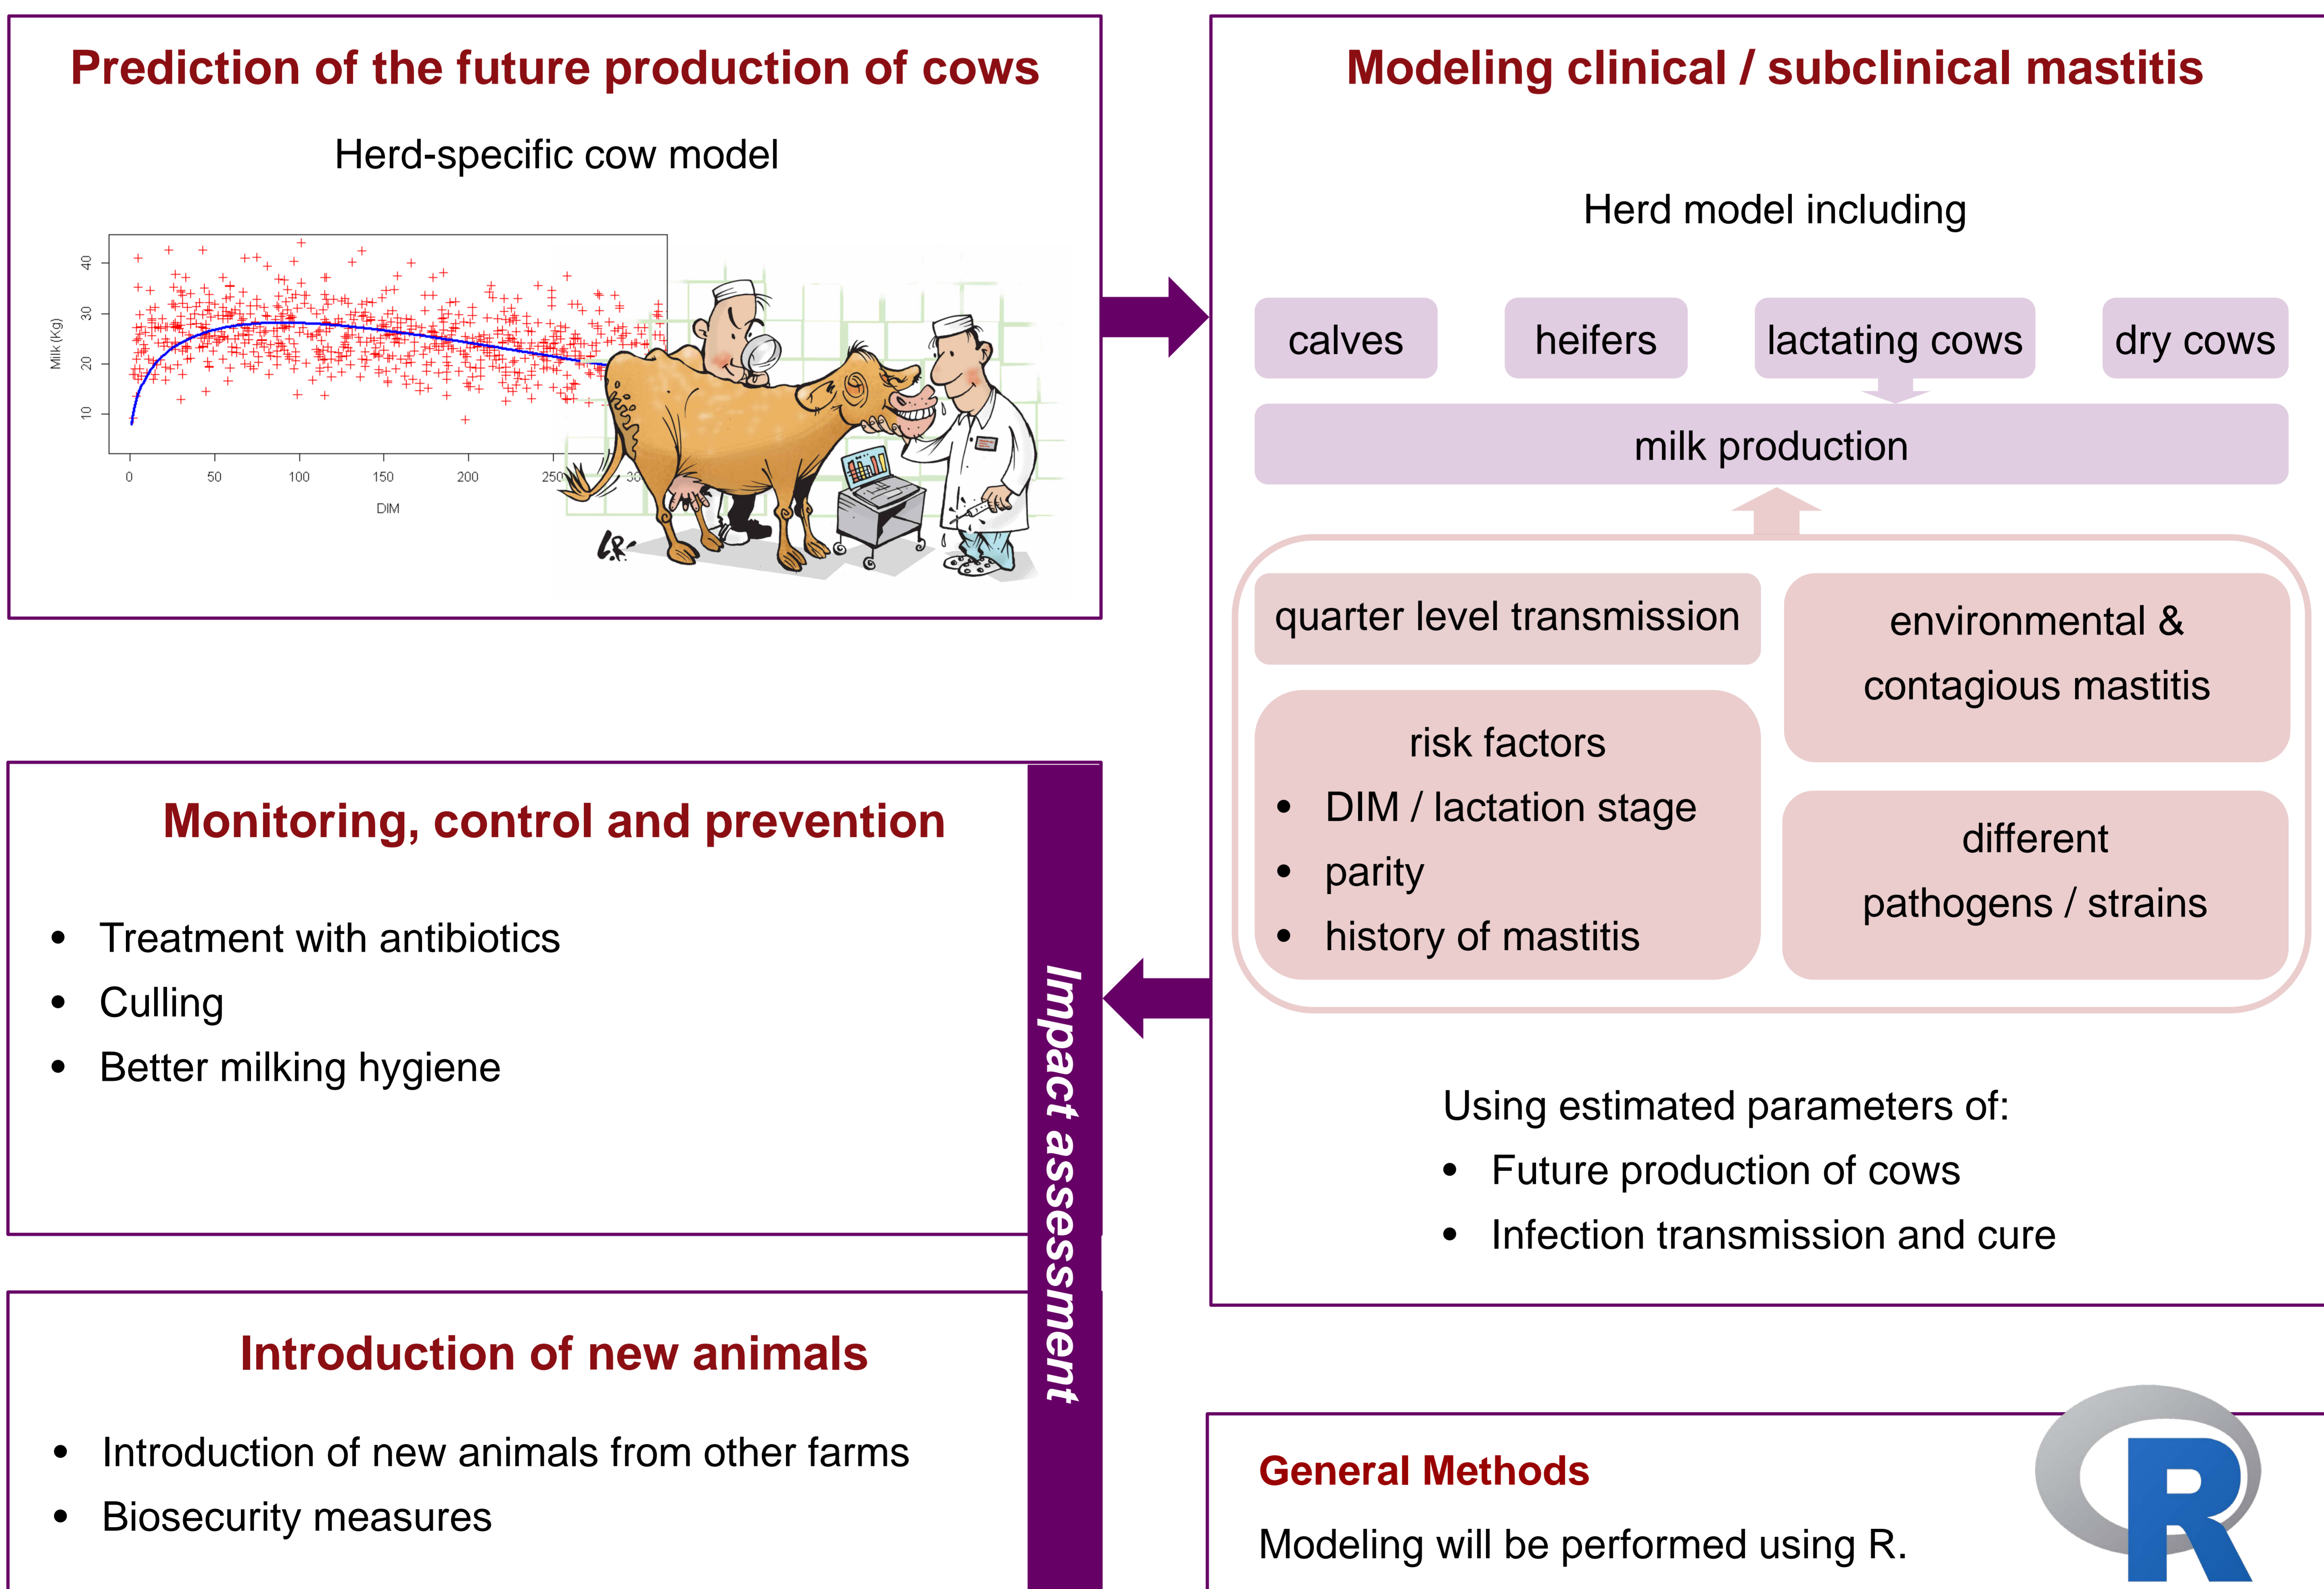 Prediction of the future production of cows
Herd-specific cow model
Milk (Kg)
40
30
20
10
0 50 100 150 200 250 30
DIM
G.R.
Modeling clinical / subclinical mastitis
Herd model including
calves heifers lactating cows dry cows
milk production
quarter level transmission
environmental &
contagious mastitis
risk factors
• DIM / lactation stage
• parity
• history of mastitis
different
pathogens / strains
Using estimated parameters of:
• Future production of cows
• Infection transmission and cure
Monitoring, control and prevention
• Treatment with antibiotics
• Culling
• Better milking hygiene
Impact assessment
Introduction of new animals
• Introduction of new animals from other farms
• Biosecurity measures
General Methods
Modeling will be performed using R.
R